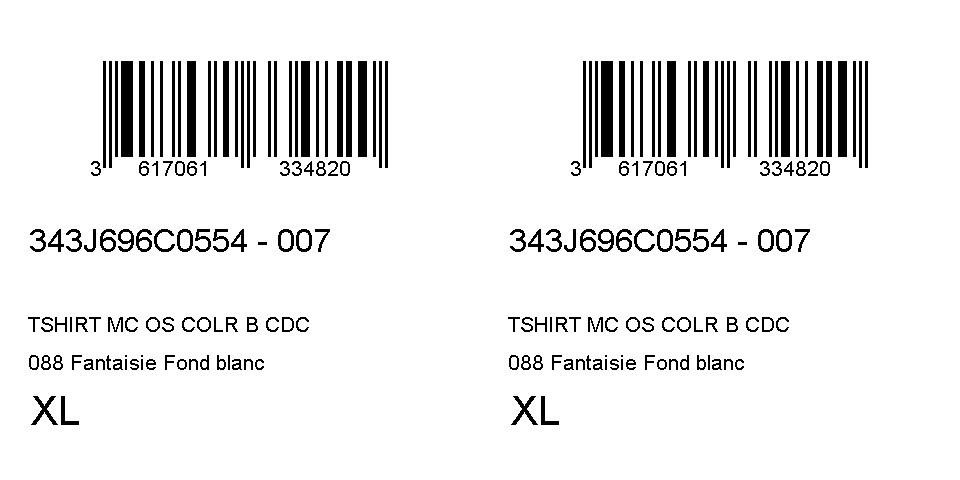 3 617061 334820
343J696C0554 - 007
TSHIRT MC OS COLR B CDC
088 Fantaisie Fond blanc
XL
3 617061 334820
343J696C0554 - 007
TSHIRT MC OS COLR B CDC
088 Fantaisie Fond blanc
XL